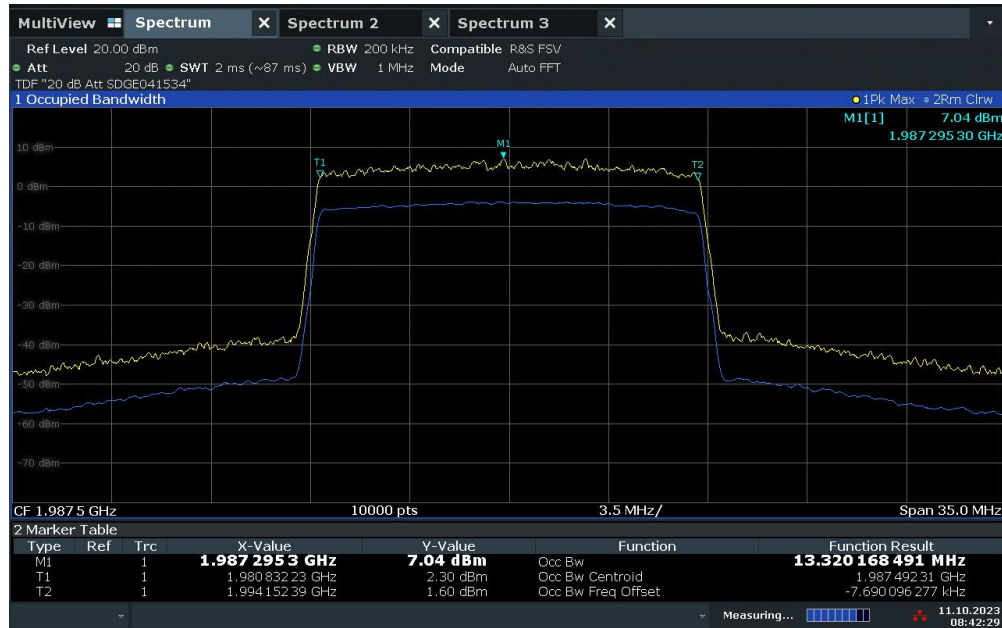 MultiView Spectrum X Spectrum 2 X Spectrum 3 X
Ref Level 20.00 dBm RBW 200 kHz Compatible R&S FSV
Att 20 dB SWT 2 ms (~87 ms) VBW 1 MHz Mode Auto FFT
TDF "20 dB Att SDGE041534"
1 Occupied Bandwidth 1Pk Max 2Rm Clrw
M1[1] 7.04 dBm
1.987 295 30 GHz
10 dBm
M1
T1
T2
0 dBm
-10 dBm
-20 dBm
-30 dBm
-40 dBm
-50 dBm
-60 dBm
-70 dBm
CF 1.9875 GHz 10000 pts 3.5 MHz/ Span 35.0 MHz
2 Marker Table
Type Ref Trc X-Value Y-Value Function Function Result
M1 1 1.987 295 3 GHz 7.04 dBm Occ Bw 13.320 168 491 MHz
T1 1 1.980 832 23 GHz 2.30 dBm Occ Bw Centroid 1.987 492 31 GHz
T2 1 1.994 152 39 GHz 1.60 dBm Occ Bw Freq Offset -7.690 096 277 kHz
Measuring... 11.10.2023
08:42:29